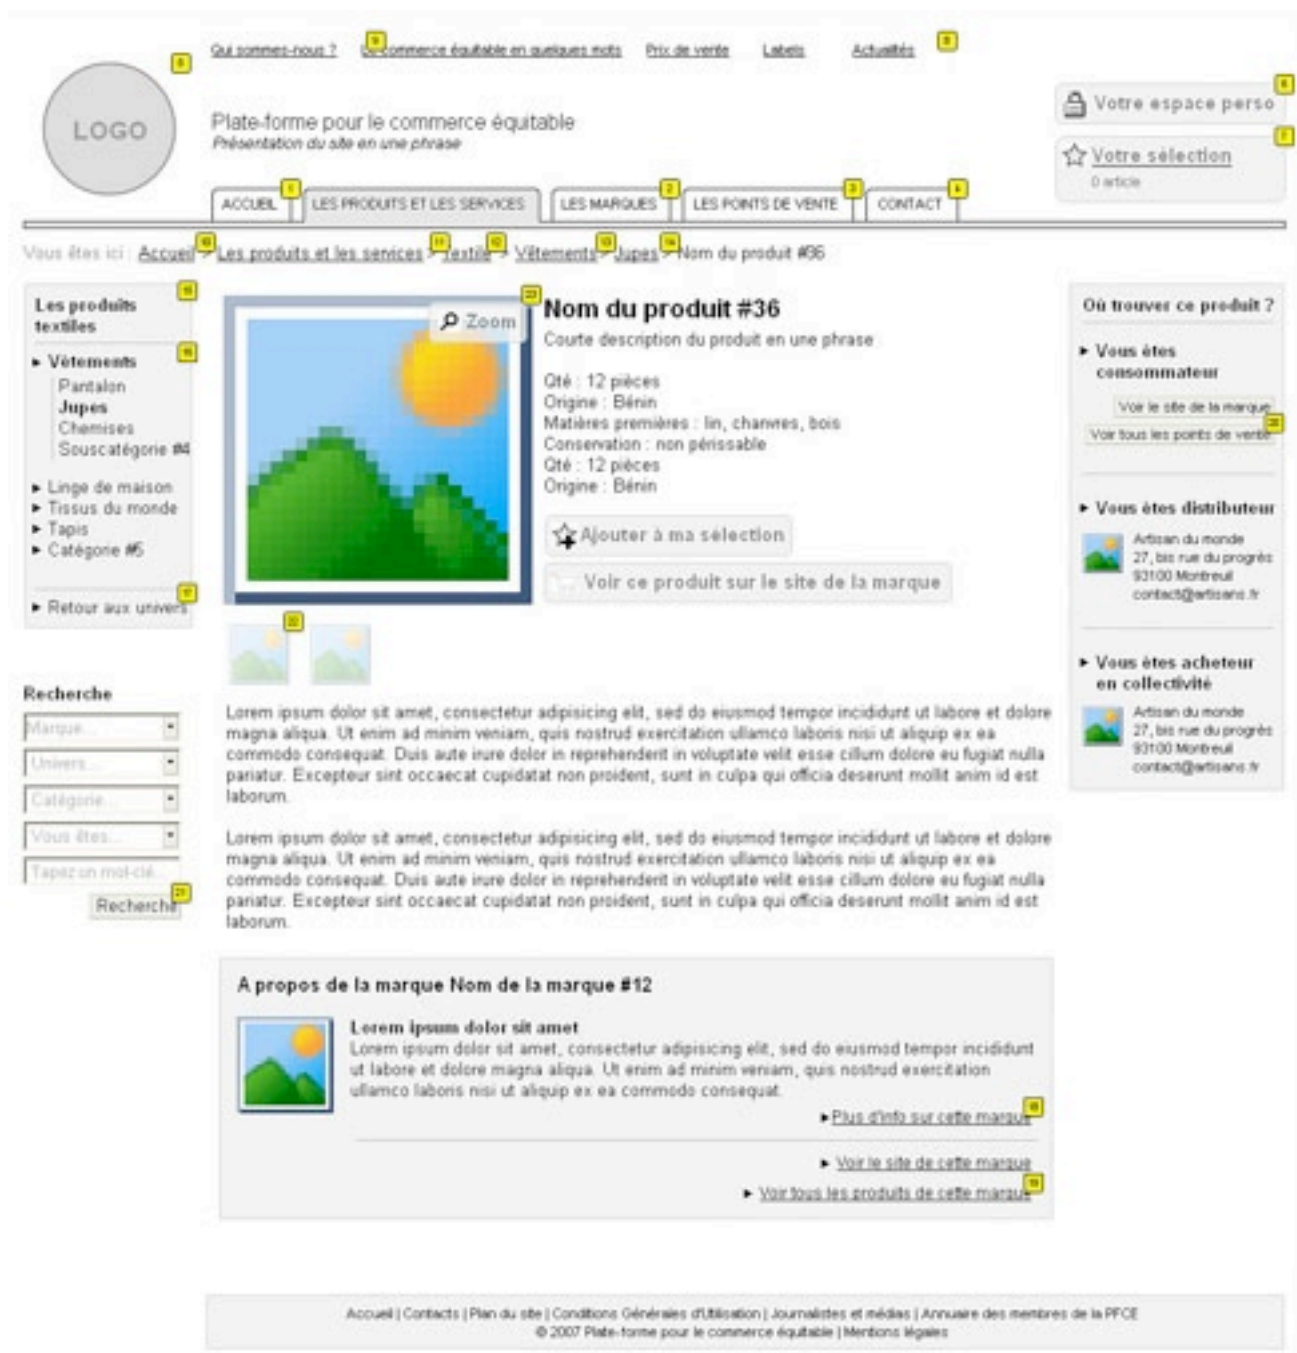 Qui sommes-nous ? Le commerce équitable en quelques mots Prix de vente Labels Actualités
LOGO
Plate-forme pour le commerce équitable
Présentation du site en une phrase
Votre espace perso
Votre sélection
0 article
ACCUEIL LES PRODUITS ET LES SERVICES LES MARQUES LES POINTS DE VENTE CONTACT
Vous êtes ici : Accueil > Les produits et les services > Textile > Vêtements > Jupes > Nom du produit #36
Les produits
textiles
Vêtements
Pantalon
Jupes
Chemises
Souscatégorie #4
Linge de maison
Tissus du monde
Tapis
Catégorie #5
Retour aux univers
Recherche
Marque...
Univers...
Catégorie...
Vous êtes...
Tapez un mot-clé...
Recherche
Zoom
Nom du produit #36
Courte description du produit en une phrase
Qté : 12 pièces
Origine : Bénin
Matières premières : lin, chanvres, bois
Conservation : non périssable
Qté : 12 pièces
Origine : Bénin
Ajouter à ma sélection
Voir ce produit sur le site de la marque
Lorem ipsum dolor sit amet, consectetur adipisicing elit, sed do eiusmod tempor incididunt ut labore et dolore
magna aliqua. Ut enim ad minim veniam, quis nostrud exercitation ullamco laboris nisi ut aliquip ex ea
commodo consequat. Duis aute irure dolor in reprehenderit in voluptate velit esse cillum dolore eu fugiat nulla
pariatur. Excepteur sint occaecat cupidatat non proident, sunt in culpa qui officia deserunt mollit anim id est
laborum.
Lorem ipsum dolor sit amet, consectetur adipisicing elit, sed do eiusmod tempor incididunt ut labore et dolore
magna aliqua. Ut enim ad minim veniam, quis nostrud exercitation ullamco laboris nisi ut aliquip ex ea
commodo consequat. Duis aute irure dolor in reprehenderit in voluptate velit esse cillum dolore eu fugiat nulla
pariatur. Excepteur sint occaecat cupidatat non proident, sunt in culpa qui officia deserunt mollit anim id est
laborum.
A propos de la marque Nom de la marque #12
Lorem ipsum dolor sit amet
Lorem ipsum dolor sit amet, consectetur adipisicing elit, sed do eiusmod tempor incididunt
ut labore et dolore magna aliqua. Ut enim ad minim veniam, quis nostrud exercitation
ullamco laboris nisi ut aliquip ex ea commodo consequat.
Plus d'info sur cette marque
Voir le site de cette marque
Voir tous les produits de cette marque
Où trouver ce produit ?
Vous êtes
consommateur
Voir le site de la marque
Voir tous les points de vente
Vous êtes distributeur
Artisan du monde
27, bis rue du progrès
93100 Montreuil
contact@artisans.fr
Vous êtes acheteur
en collectivité
Artisan du monde
27, bis rue du progrès
93100 Montreuil
contact@artisans.fr
Accueil | Contacts | Plan du site | Conditions Générales d'Utilisation | Journalistes et médias | Annuaire des membres de la PFCE
© 2007 Plate-forme pour le commerce équitable | Mentions légales